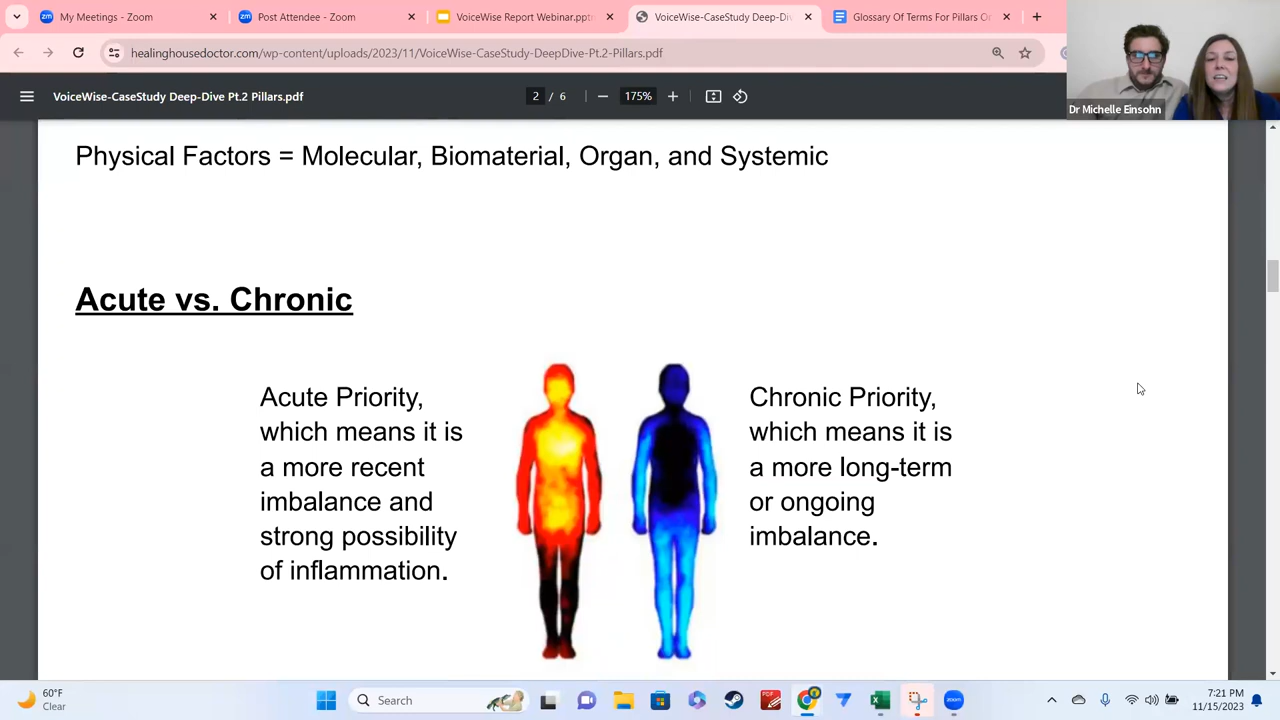 My Meetings - Zoom
Post Attendee - Zoom
VoiceWise Report Webinar.pptx
VoiceWise-CaseStudy Deep-Div
Glossary Of Terms For Pillars Or
healinghousedoctor.com/wp-content/uploads/2023/11/VoiceWise-CaseStudy-DeepDive-Pt.2-Pillars.pdf
Dr Michelle Einsohn
VoiceWise-CaseStudy Deep-Dive Pt.2 Pillars.pdf
2 / 6
175%
Physical Factors = Molecular, Biomaterial, Organ, and Systemic
Acute vs. Chronic
Acute Priority,
which means it is
a more recent
imbalance and
strong possibility
of inflammation.
Chronic Priority,
which means it is
a more long-term
or ongoing
imbalance.
60°F
Clear
Search
PDF
7:21 PM
11/15/2023